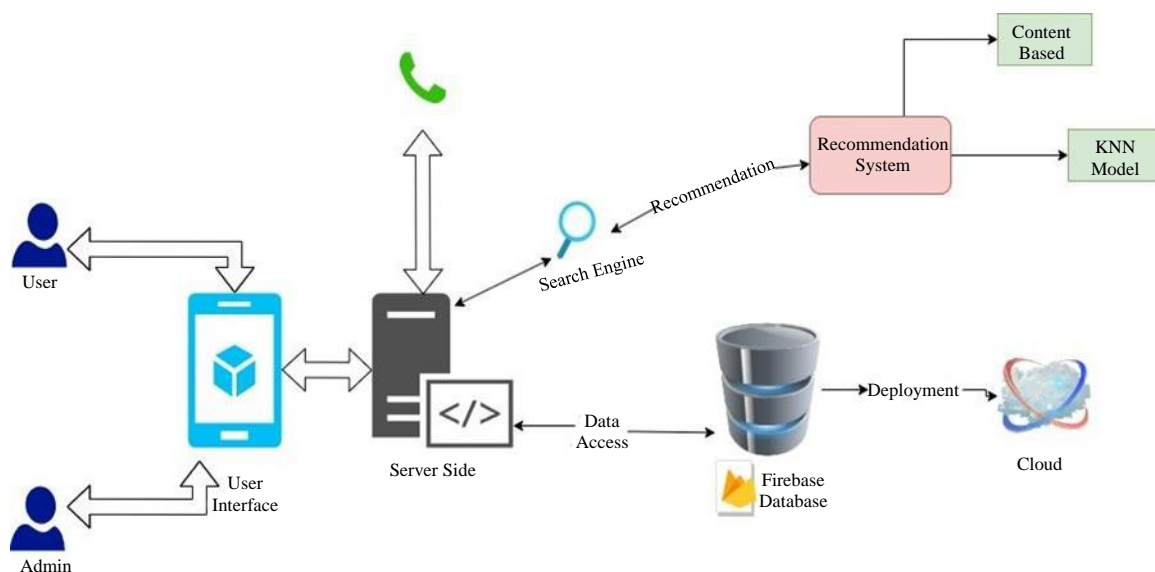 Content
Based
Recommendation
System
KNN
Model
Recommendation
Search Engine
User
</>
Data
Access
Deployment
Server Side
User
Interface
Firebase
Database
Cloud
Admin